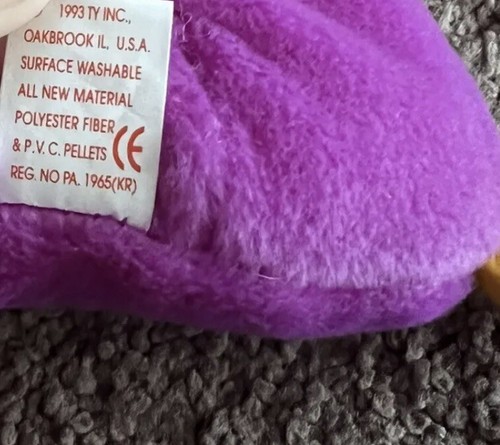 1993 TY INC.,
OAKBROOK IL, U.S.A.
SURFACE WASHABLE
ALL NEW MATERIAL
POLYESTER FIBER
& P.V.C. PELLETS CE
REG. NO PA. 1965(KR)